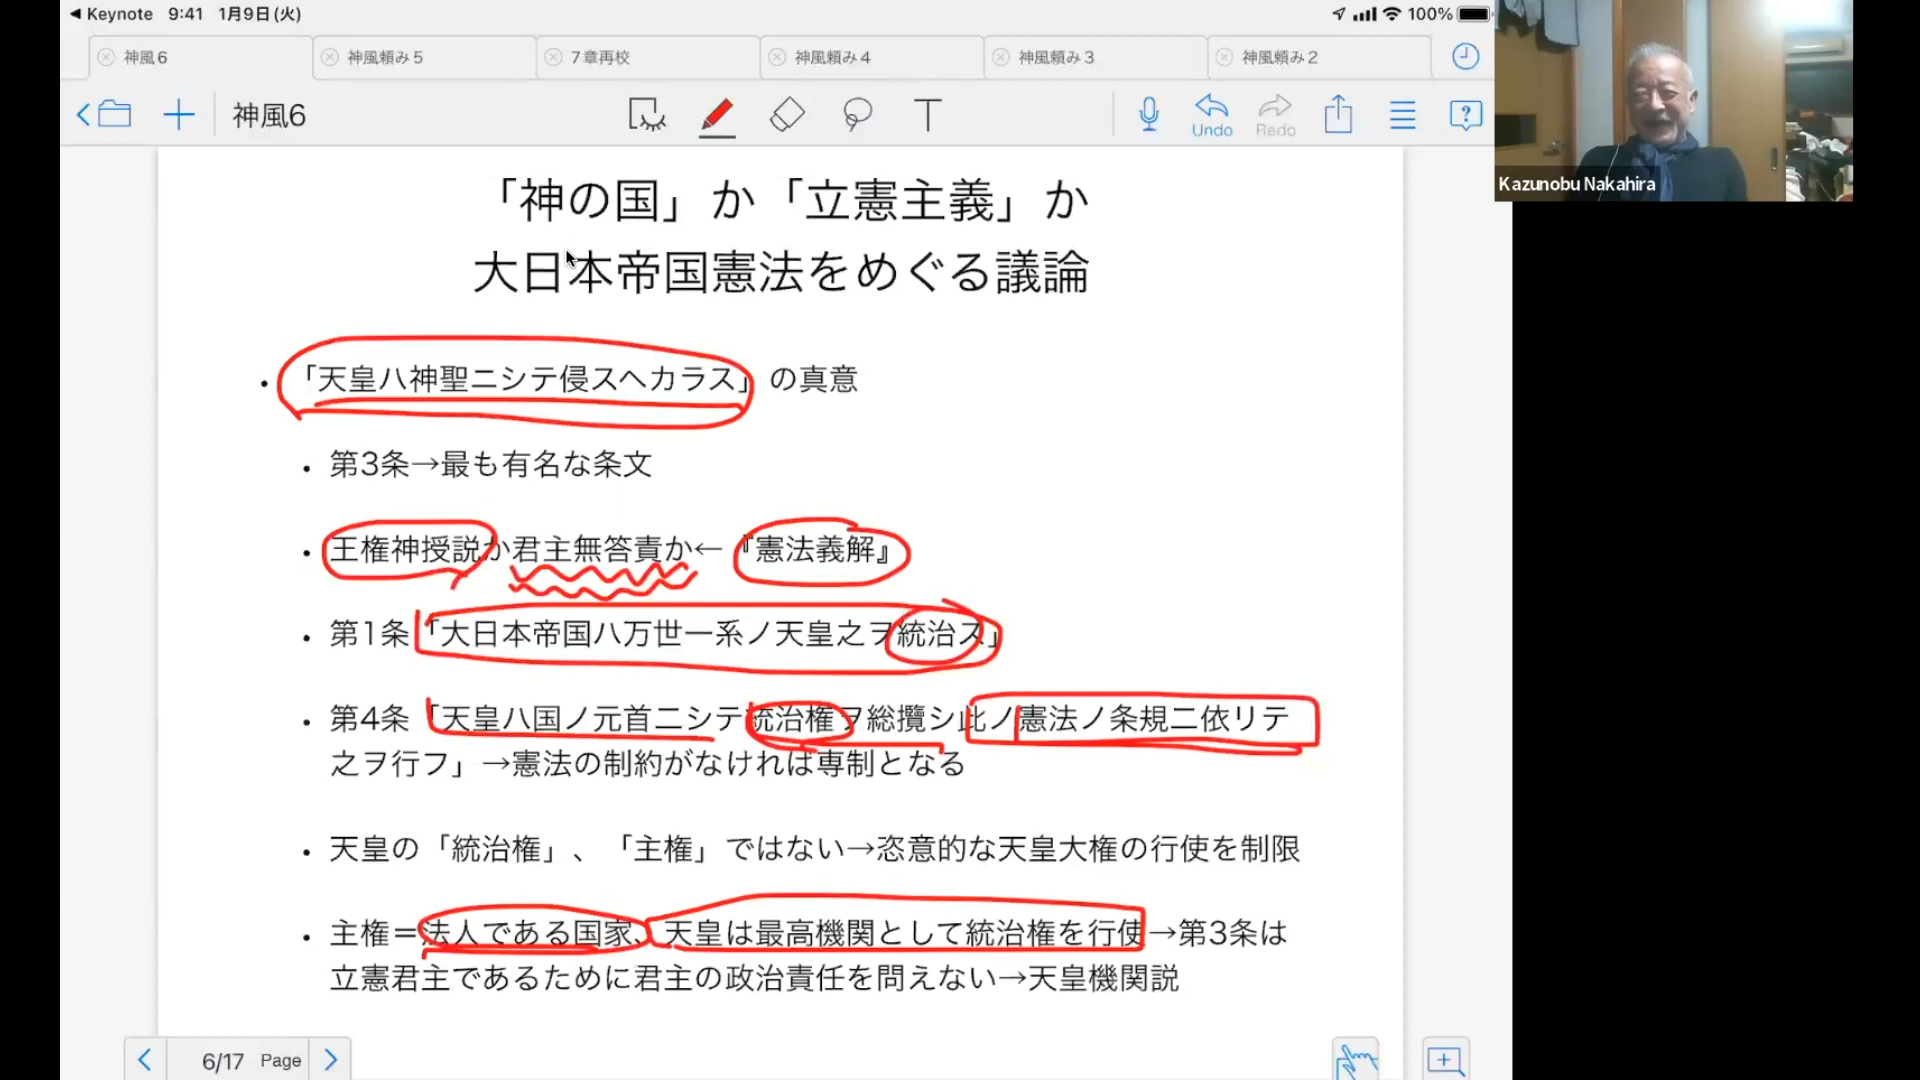 Keynote 9:41 1月9日(火) 100%
神風6 神風頼み5 7章再校 神風頼み4 神風頼み3 神風頼み2
神風6 T Undo Redo ?
Kazunobu Nakahira
「神の国」か「立憲主義」か
大日本帝国憲法をめぐる議論
• 「天皇ハ神聖ニシテ侵スヘカラス」の真意
• 第3条→最も有名な条文
• 王権神授説か君主無答責か←『憲法義解』
• 第1条「大日本帝国ハ万世一系ノ天皇之ヲ統治ス」
• 第4条「天皇ハ国ノ元首ニシテ統治権ヲ総攬シ此ノ憲法ノ条規ニ依リテ
之ヲ行フ」→憲法の制約がなければ専制となる
• 天皇の「統治権」、「主権」ではない→恣意的な天皇大権の行使を制限
• 主権＝法人である国家、天皇は最高機関として統治権を行使→第3条は
立憲君主であるために君主の政治責任を問えない→天皇機関説
6/17 Page